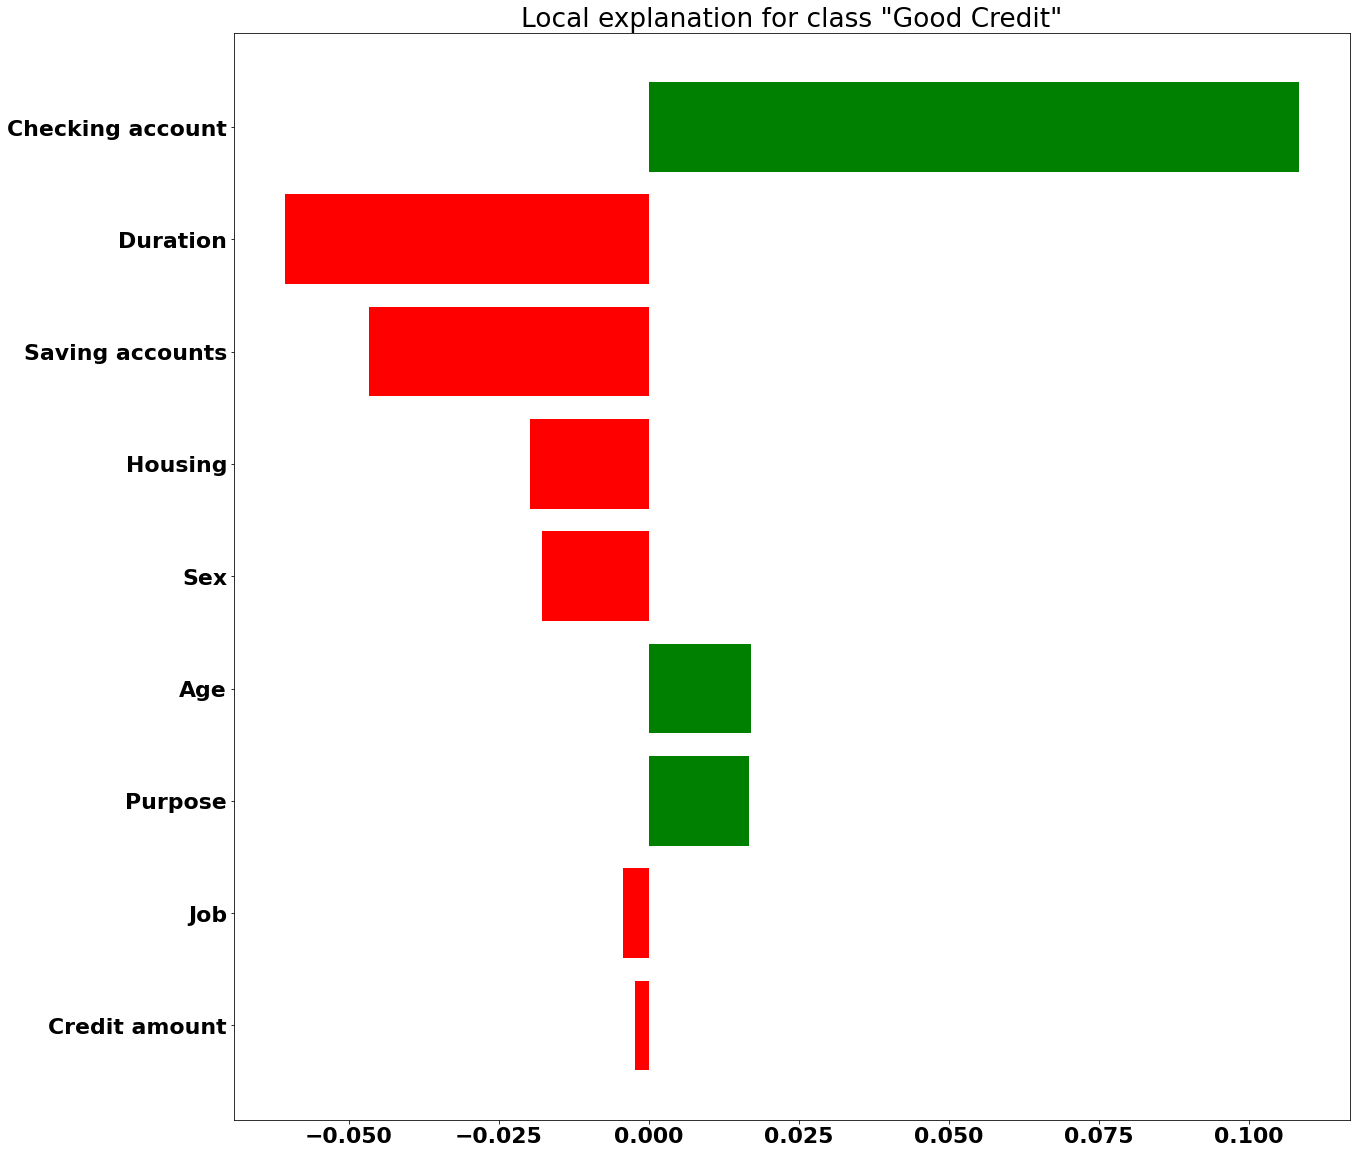 Local explanation for class "Good Credit"
Checking account
Duration
Saving accounts
Housing
Sex
Age
Purpose
Job
Credit amount
−0.050 −0.025 0.000 0.025 0.050 0.075 0.100